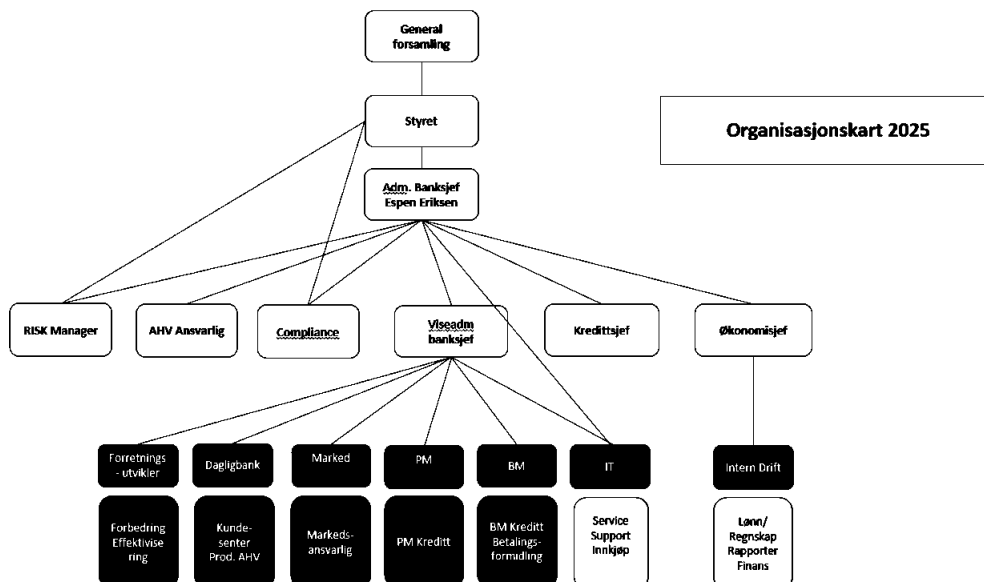 General
forsamling
Styret
Organisasjonskart 2025
Adm. Banksjef
Espen Eriksen
RISK Manager
AHV Ansvarlig
Compliance
Viseadm
banksjef
Kredittsjef
Økonomisjef
Forretnings
- utvikler
Dagligbank
Marked
PM
BM
IT
Intern Drift
Forbedring
Effektivise
ring
Kunde-
senter
Prod. AHV
Markeds-
ansvarlig
PM Kreditt
BM Kreditt
Betalings-
formidling
Service
Support
Innkjøp
Lønn/
Regnskap
Rapporter
Finans